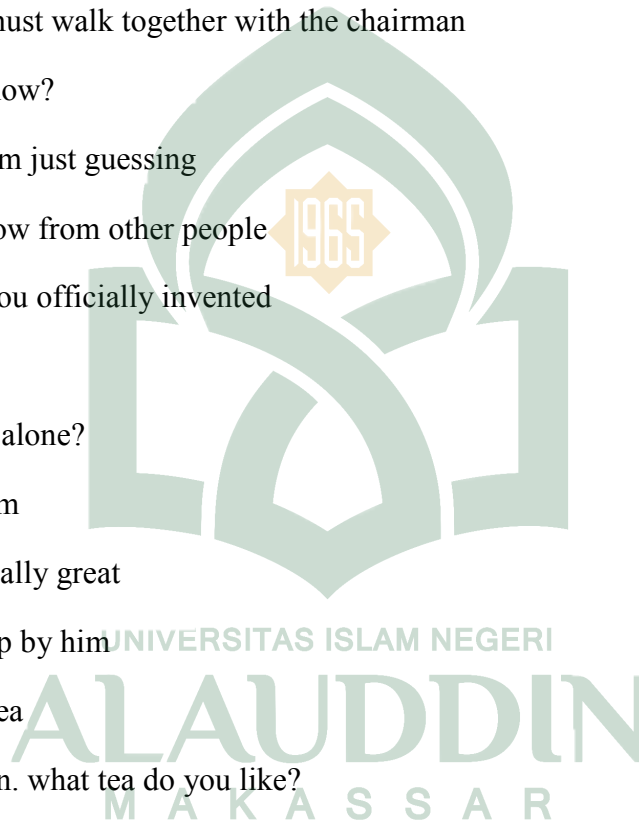 must walk together with the chairman
now?
m just guessing
ow from other people
1965
ou officially invented
alone?
m
ally great
p by him
UNIVERSITAS ISLAM NEGERI
ea
ALAUDDIN
n. what tea do you like?
MAKASSAR